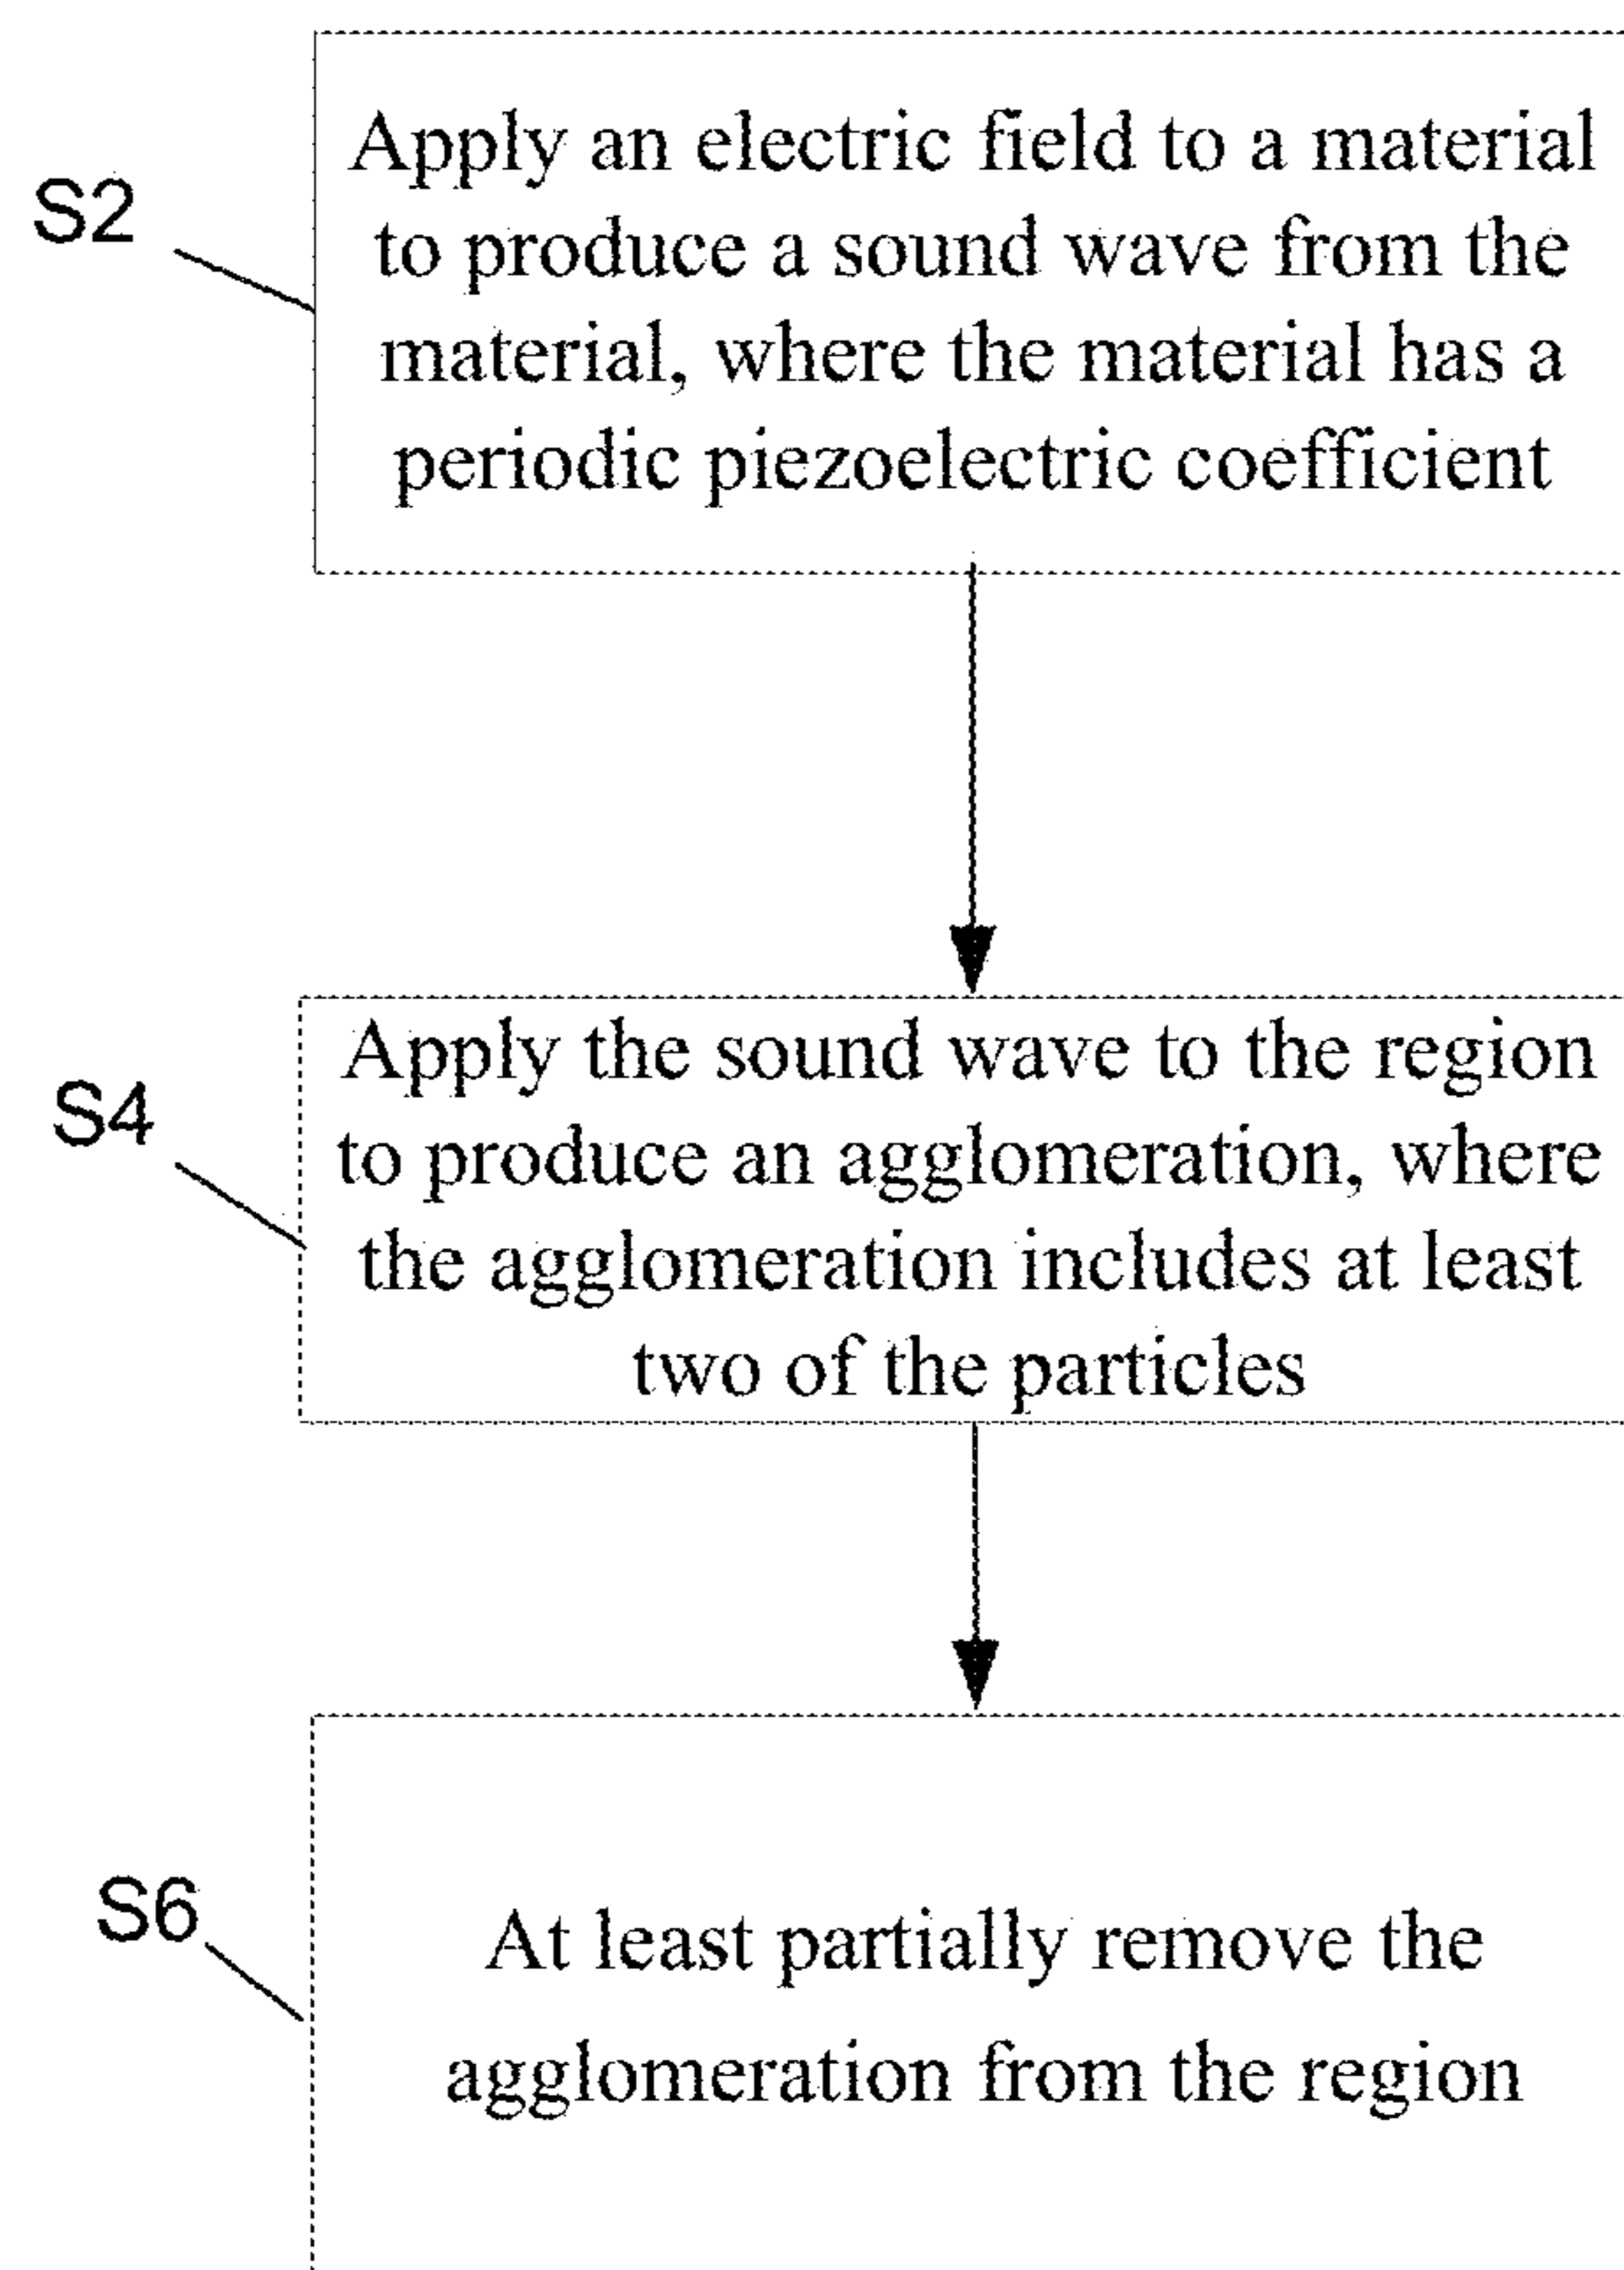 S2
Apply an electric field to a material
to produce a sound wave from the
material, where the material has a
periodic piezoelectric coefficient
S4
Apply the sound wave to the region
to produce an agglomeration, where
the agglomeration includes at least
two of the particles
S6
At least partially remove the
agglomeration from the region